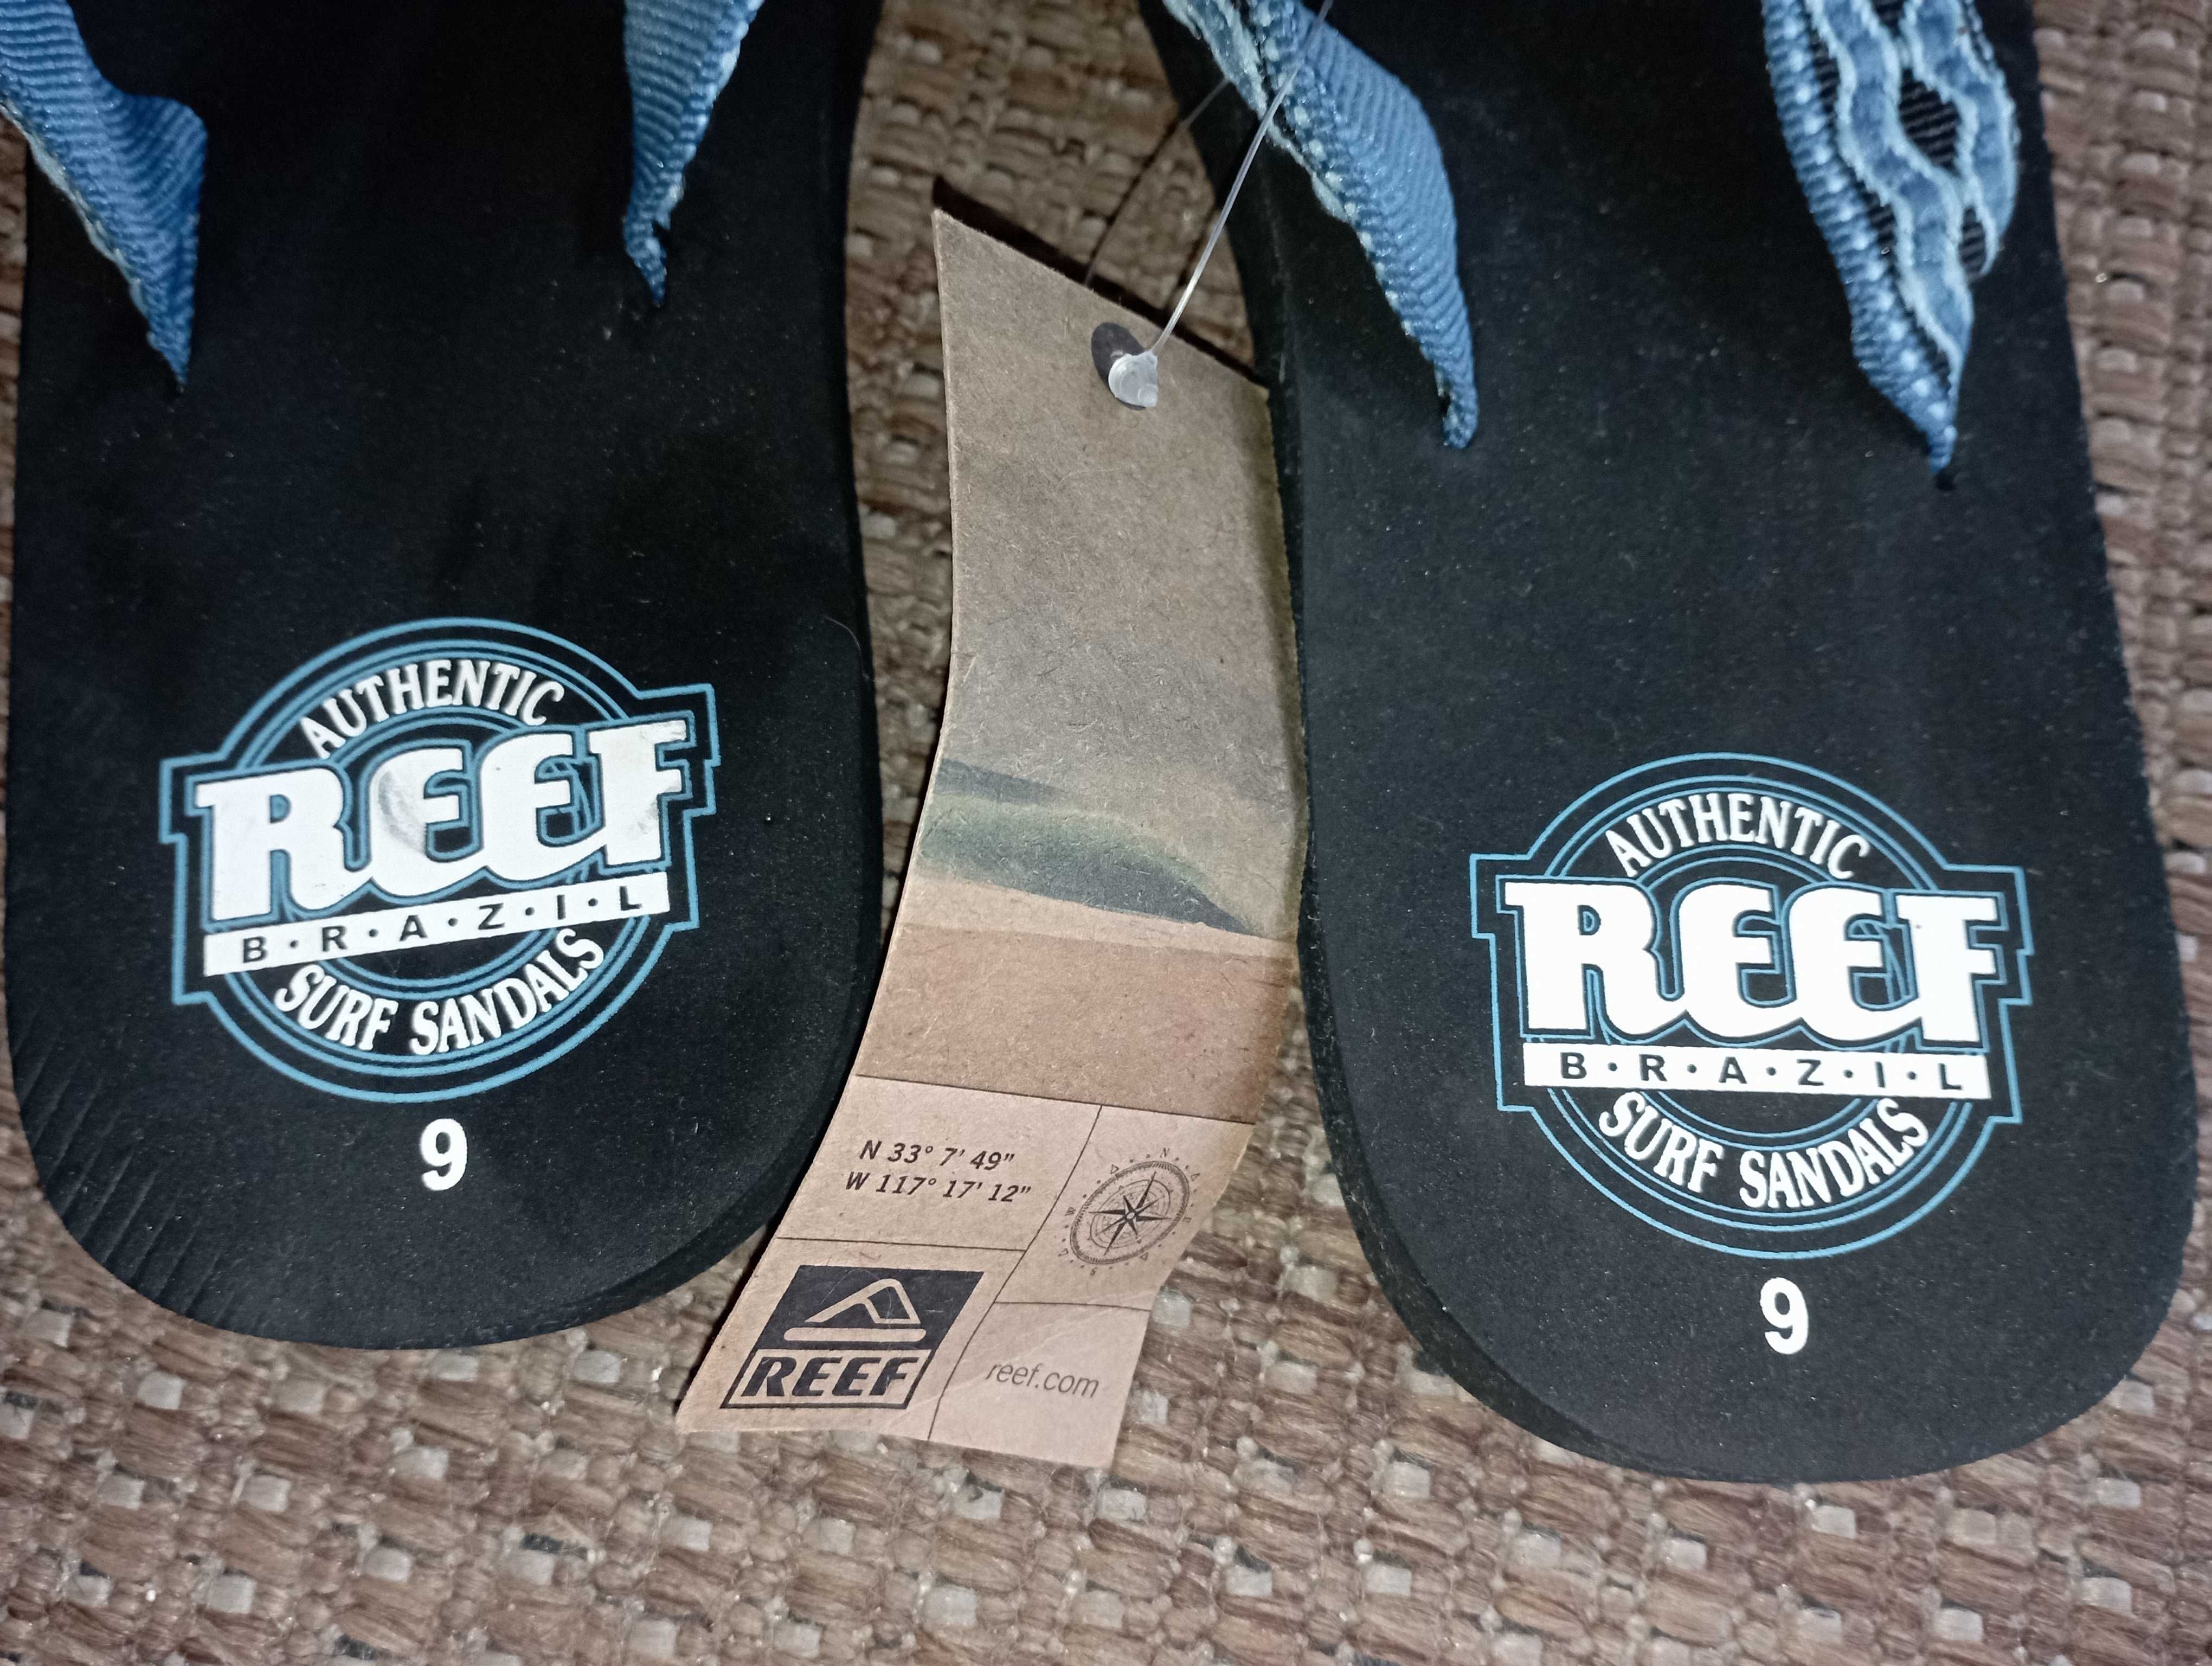 AUTHENTIC
REEF
B·R·A·Z·I·L
SURF SANDALS
9
N 33° 7' 49"
W 117° 17' 12"
N
E
S
W
REEF
reef.com
AUTHENTIC
REEF
B·R·A·Z·I·L
SURF SANDALS
9